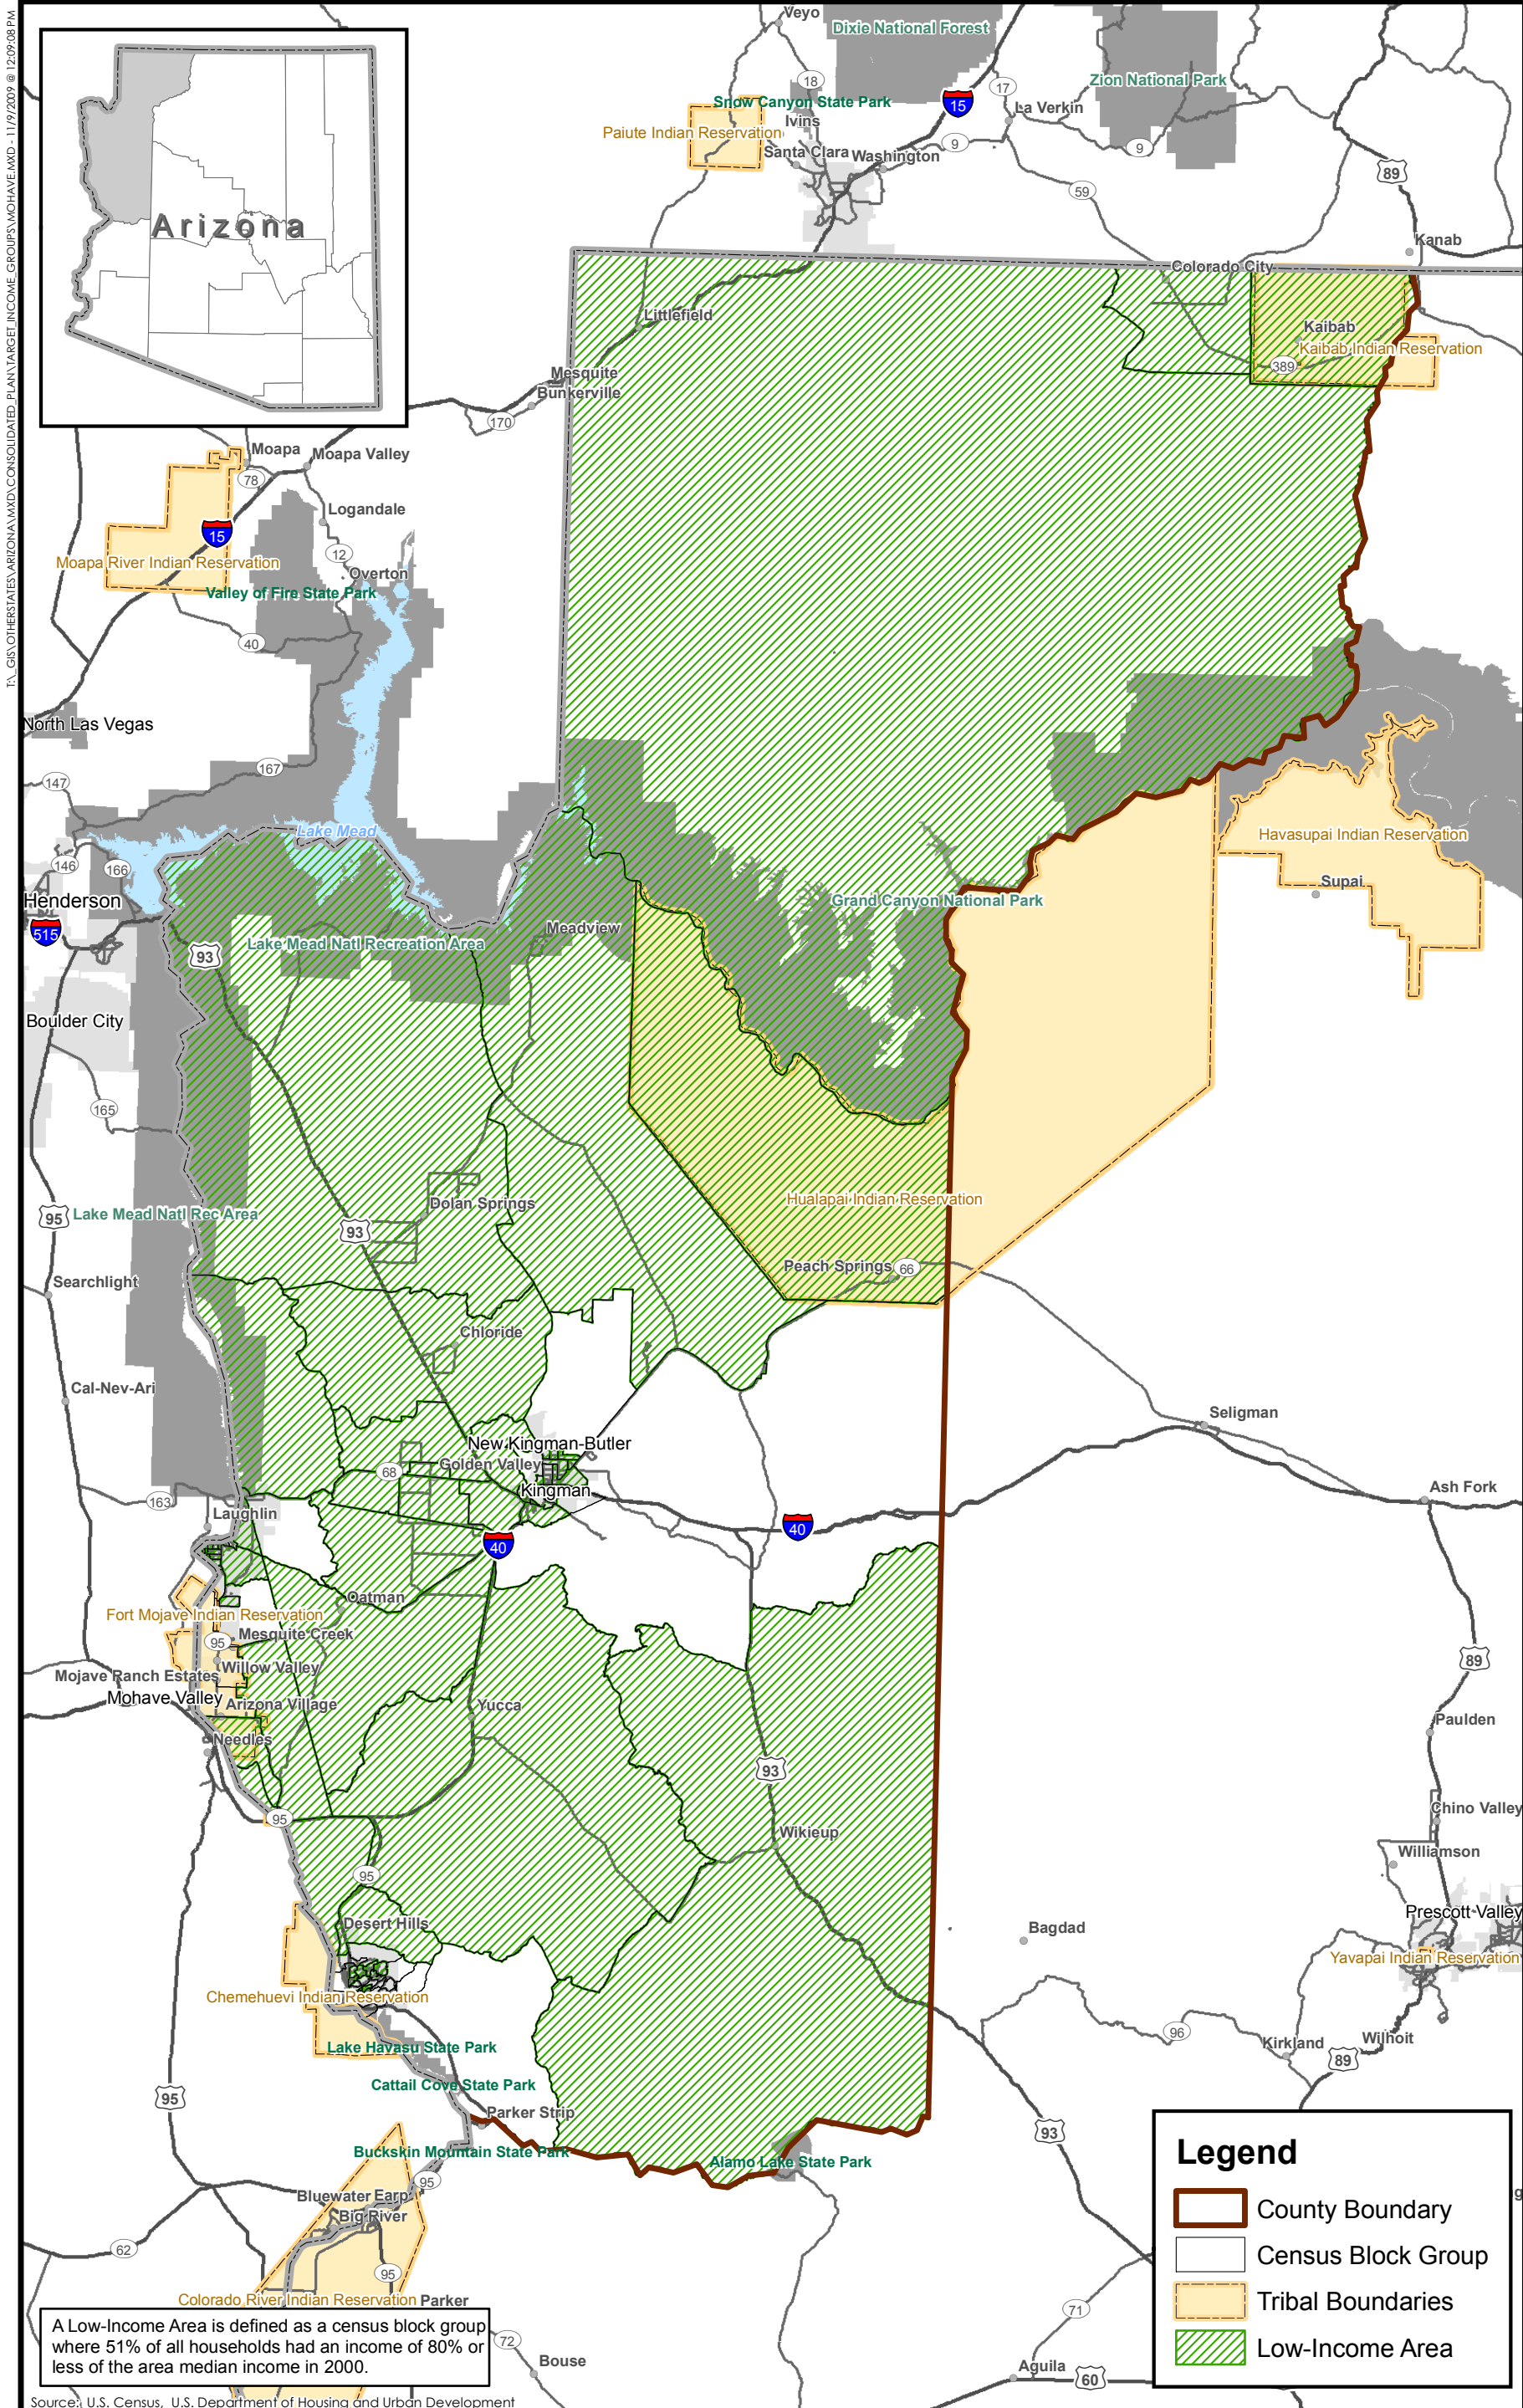 T:\_GIS\OTHERSTATES\ARIZONA\MXD\CONSOLIDATED_PLAN\TARGET_INCOME_GROUPS\MOHAVE.MXD - 11/9/2009 @ 12:09:08 PM
Arizona
Veyo
Dixie National Forest
Zion National Park
18
17
15
Snow Canyon State Park
La Verkin
Ivins
Paiute Indian Reservation
9
9
Santa Clara
Washington
89
59
Kanab
Colorado City
Littlefield
Kaibab
Kaibab Indian Reservation
389
Mesquite
Bunkerville
170
Moapa
Moapa Valley
78
Logandale
15
12
Moapa River Indian Reservation
Overton
Valley of Fire State Park
40
North Las Vegas
167
147
Lake Mead
Havasupai Indian Reservation
146
166
Supai
Henderson
Grand Canyon National Park
515
Meadview
Lake Mead Natl Recreation Area
93
Boulder City
165
Hualapai Indian Reservation
Dolan Springs
95
Lake Mead Natl Rec Area
93
Peach Springs
66
Searchlight
Chloride
Cal-Nev-Ari
Seligman
New Kingman-Butler
Golden Valley
68
Kingman
Ash Fork
163
Laughlin
40
40
Oatman
Fort Mojave Indian Reservation
95
Mesquite Creek
Willow Valley
89
Mojave Ranch Estates
Mohave Valley
Arizona Village
Yucca
Paulden
Needles
93
95
Chino Valley
Wikieup
Williamson
95
Prescott Valley
Desert Hills
Bagdad
Yavapai Indian Reservation
Chemehuevi Indian Reservation
96
Lake Havasu State Park
Kirkland
Wilhoit
89
Cattail Cove State Park
95
Parker Strip
93
Buckskin Mountain State Park
Alamo Lake State Park
95
Bluewater
Earp
Big River
62
95
Colorado River Indian Reservation
Parker
71
72
Bouse
Aguila
60
g
Legend
County Boundary
Census Block Group
Tribal Boundaries
Low-Income Area
A Low-Income Area is defined as a census block group
where 51% of all households had an income of 80% or
less of the area median income in 2000.
Source: U.S. Census, U.S. Department of Housing and Urban Development